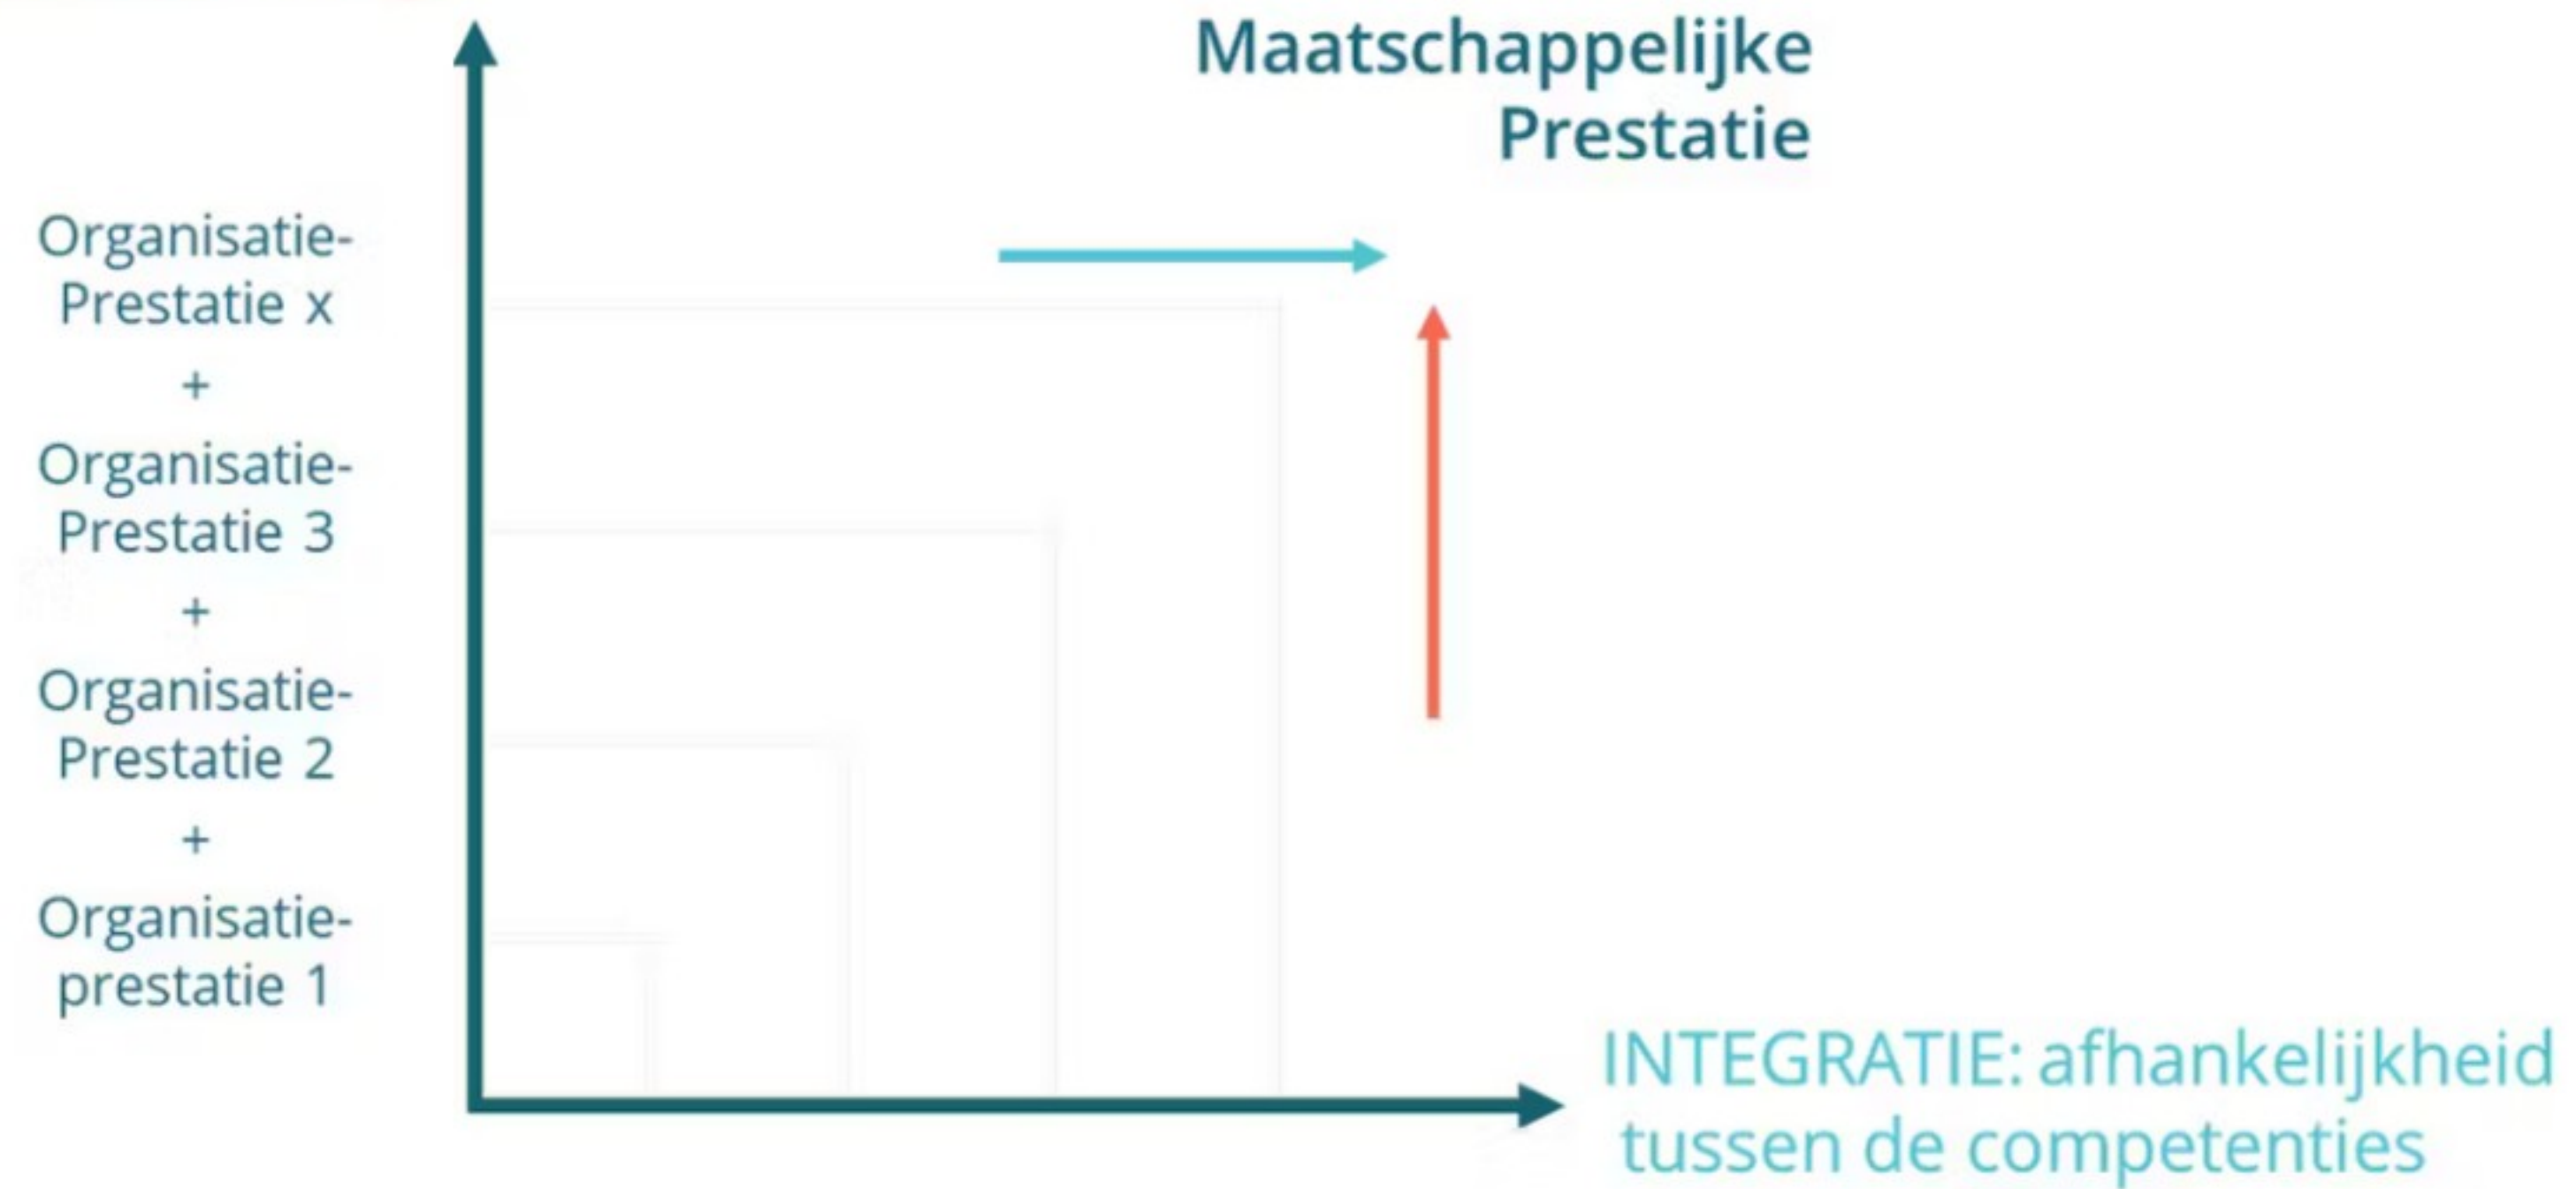 Maatschappelijke
Prestatie
Organisatie-
Prestatie x
+
Organisatie-
Prestatie 3
+
Organisatie-
Prestatie 2
+
Organisatie-
prestatie 1
INTEGRATIE: afhankelijkheid
tussen de competenties